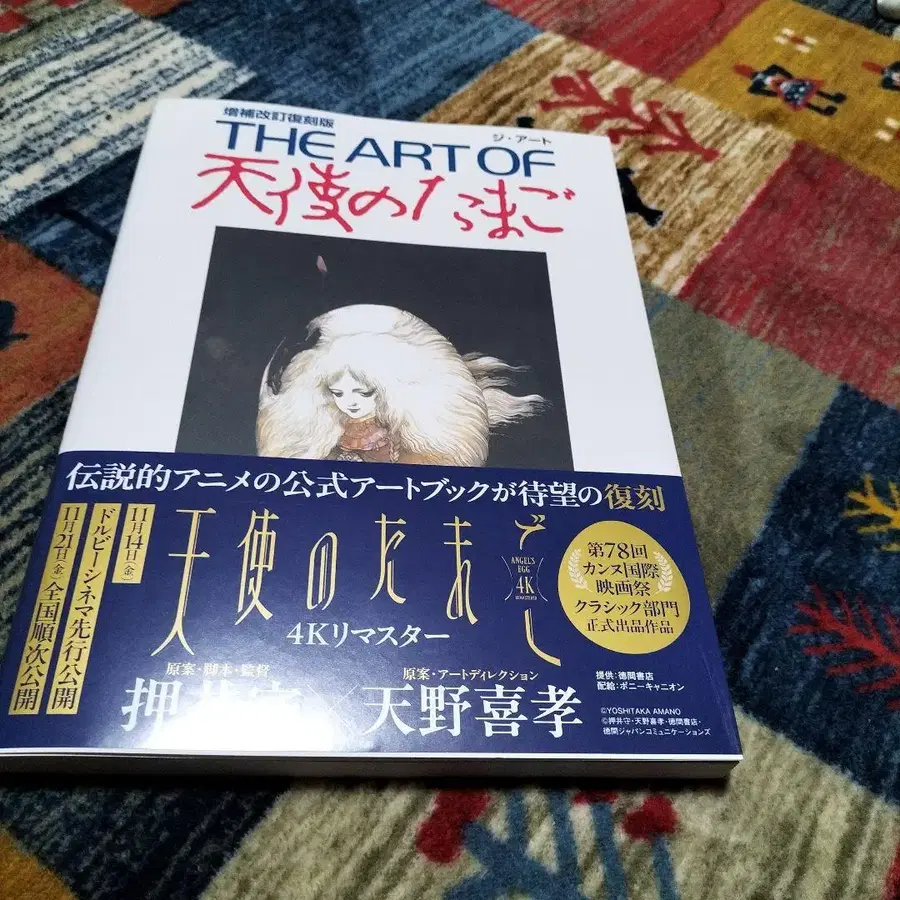 増補改訂復刻版
ジ・アート
THE ART OF
天使のたまご
伝説的アニメの公式アートブックが待望の復刻
11月14日(金)
ドルビーシネマ先行公開
11月21日(金)全国順次公開
天使のたまご
ANGEL'S
EGG
4K
REMASTERED
4Kリマスター
第78回
カンヌ国際
映画祭
クラシック部門
正式出品作品
原案・脚本・監督
押井守
原案・アートディレクション
天野喜孝
提供:徳間書店
配給:ポニーキャニオン
©YOSHITAKA AMANO
©押井守・天野喜孝・徳間書店・
徳間ジャパンコミュニケーションズ